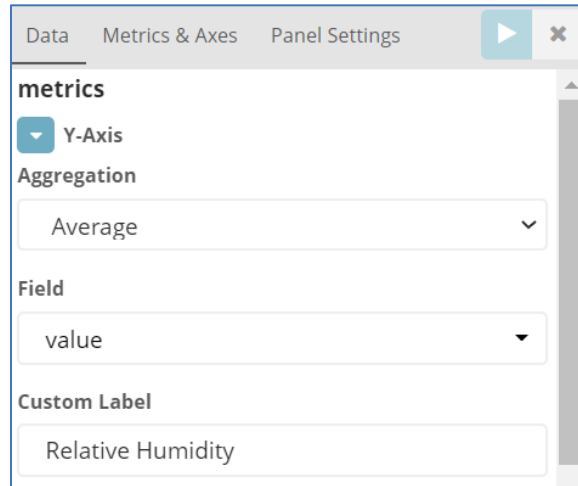 Data Metrics & Axes Panel Settings
metrics
Y-Axis
Aggregation
Average
Field
value
Custom Label
Relative Humidity